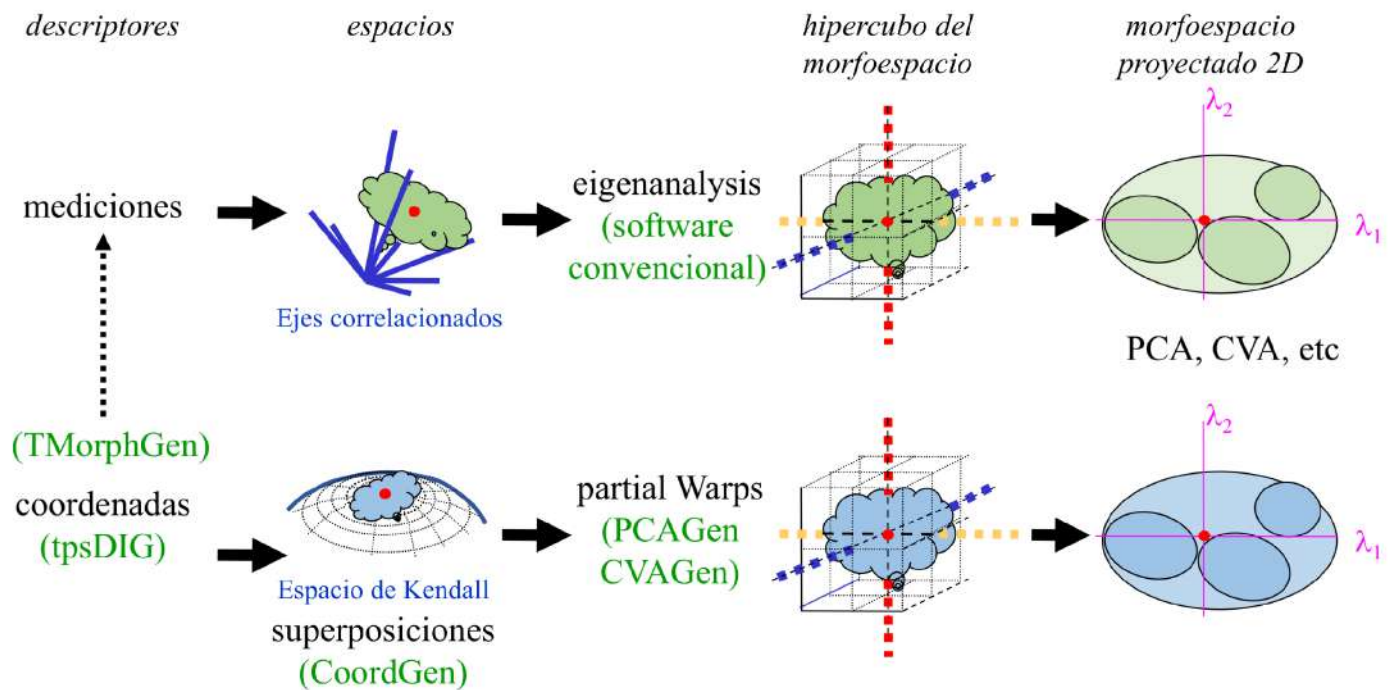 descriptores
espacios
hipercubo del
morfoespacio
morfoespacio
proyectado 2D
mediciones
Ejes correlacionados
eigenanalysis
(software
convencional)
λ2
λ1
PCA, CVA, etc
(TMorphGen)
coordenadas
(tpsDIG)
Espacio de Kendall
superposiciones
(CoordGen)
partial Warps
(PCAGen
CVAGen)
λ2
λ1